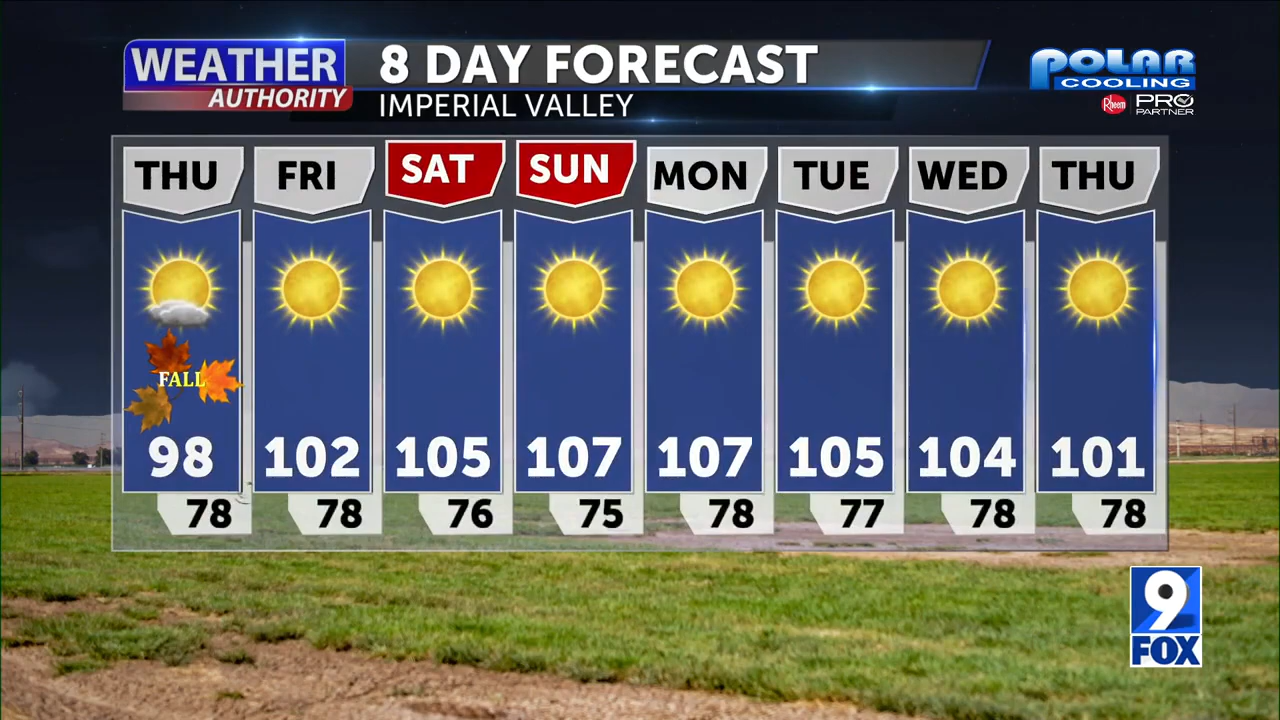 WEATHER
AUTHORITY
8 DAY FORECAST
IMPERIAL VALLEY
POLAR
COOLING
Rheem
PRO
PARTNER
THU FRI SAT SUN MON TUE WED THU
FALL
98 102 105 107 107 105 104 101
78 78 76 75 78 77 78 78
9
FOX